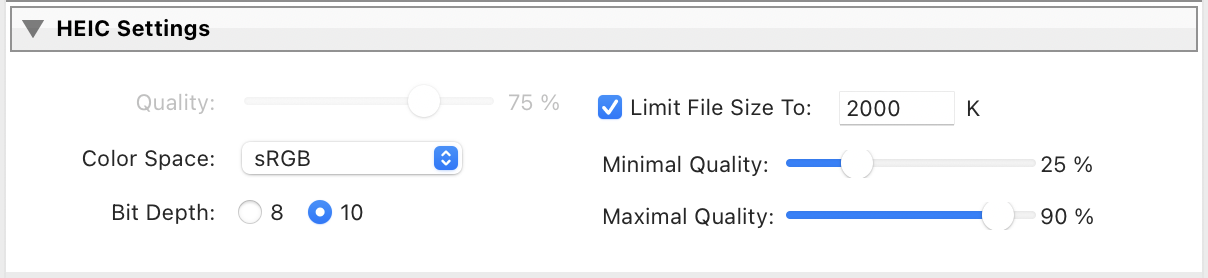 HEIC Settings
Quality: 75 %
Limit File Size To: 2000 K
Color Space: sRGB
Minimal Quality: 25 %
Bit Depth: 8 10
Maximal Quality: 90 %